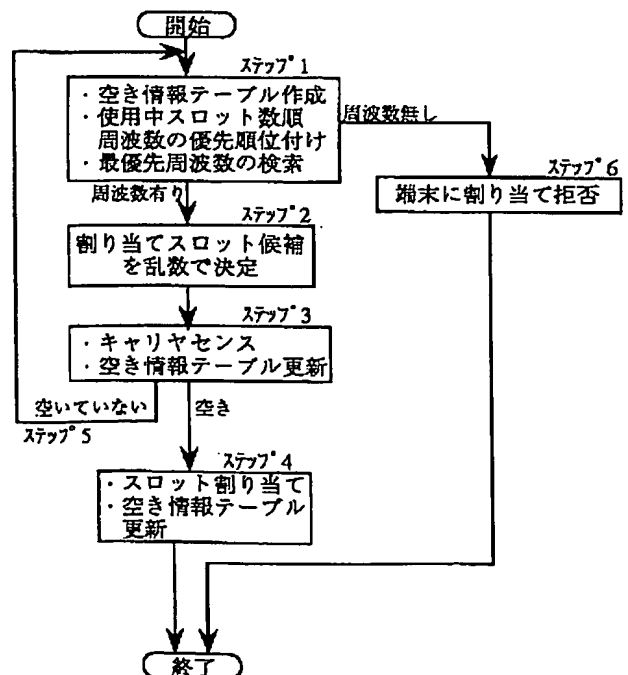 開始
ステップ1
・空き情報テーブル作成
・使用中スロット数順
周波数の優先順位付け
・最優先周波数の検索
周波数無し
周波数有り
ステップ6
端末に割り当て拒否
ステップ2
割り当てスロット候補
を乱数で決定
ステップ3
・キャリヤセンス
・空き情報テーブル更新
空いていない
空き
ステップ5
ステップ4
・スロット割り当て
・空き情報テーブル
更新
終了